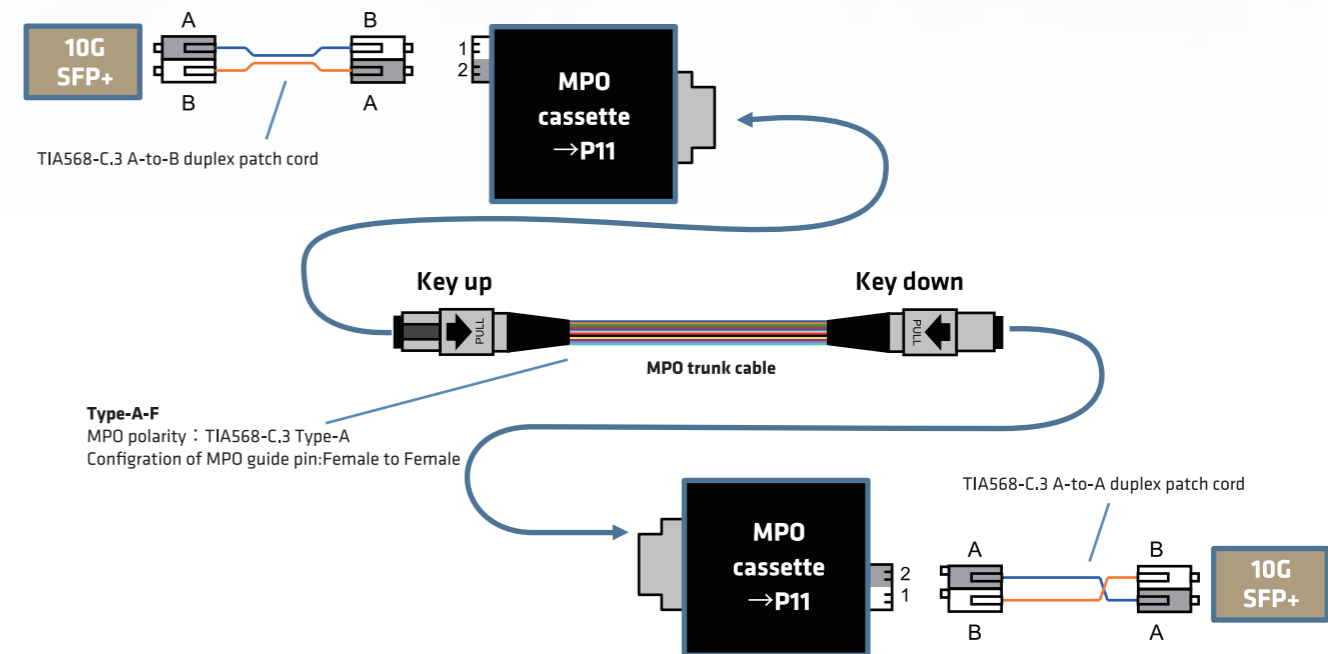 A
B
10G
SFP+
B
A
TIA568-C.3 A-to-B duplex patch cord
1
2
MPO
cassette
→P11
Key up
Key down
PULL
PULL
MPO trunk cable
Type-A-F
MPO polarity：TIA568-C.3 Type-A
Configration of MPO guide pin:Female to Female
TIA568-C.3 A-to-A duplex patch cord
MPO
cassette
→P11
2
1
A
B
B
A
10G
SFP+